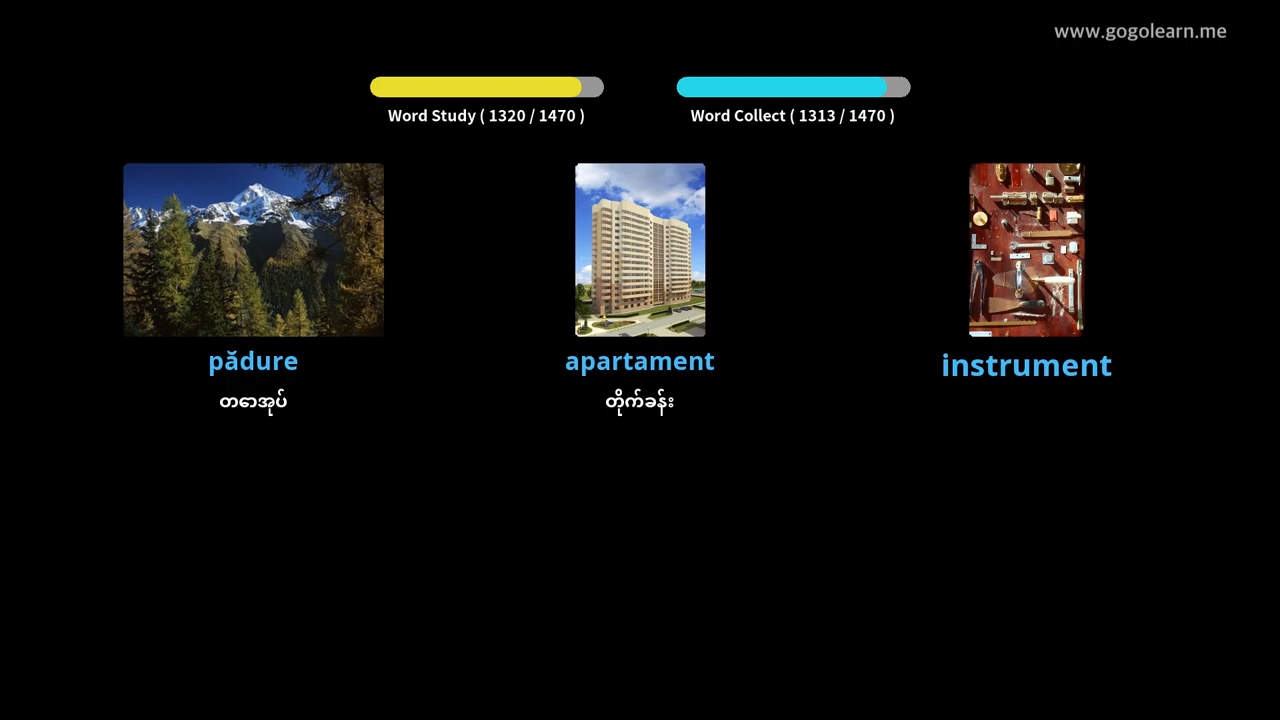 www.gogolearn.me
Word Study ( 1320 / 1470 )
Word Collect ( 1313 / 1470 )
pădure
apartament
instrument
တောအုပ်
တိုက်ခန်း